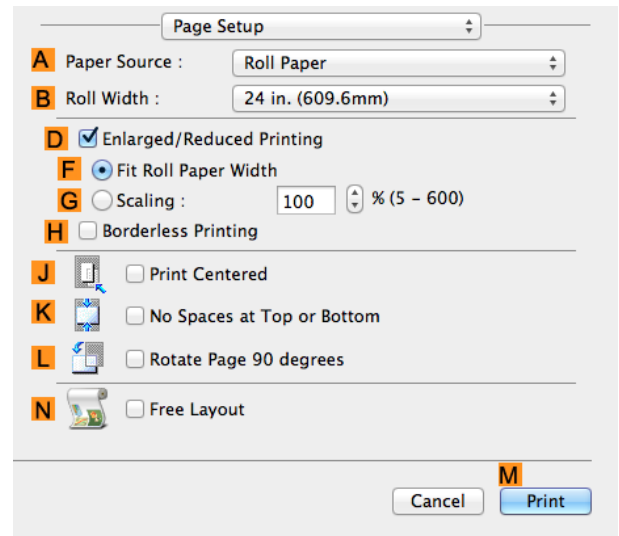 Page Setup
A Paper Source : Roll Paper
B Roll Width : 24 in. (609.6mm)
D Enlarged/Reduced Printing
F Fit Roll Paper Width
G Scaling : 100 % (5 – 600)
H Borderless Printing
J Print Centered
K No Spaces at Top or Bottom
L Rotate Page 90 degrees
N Free Layout
M
Cancel Print